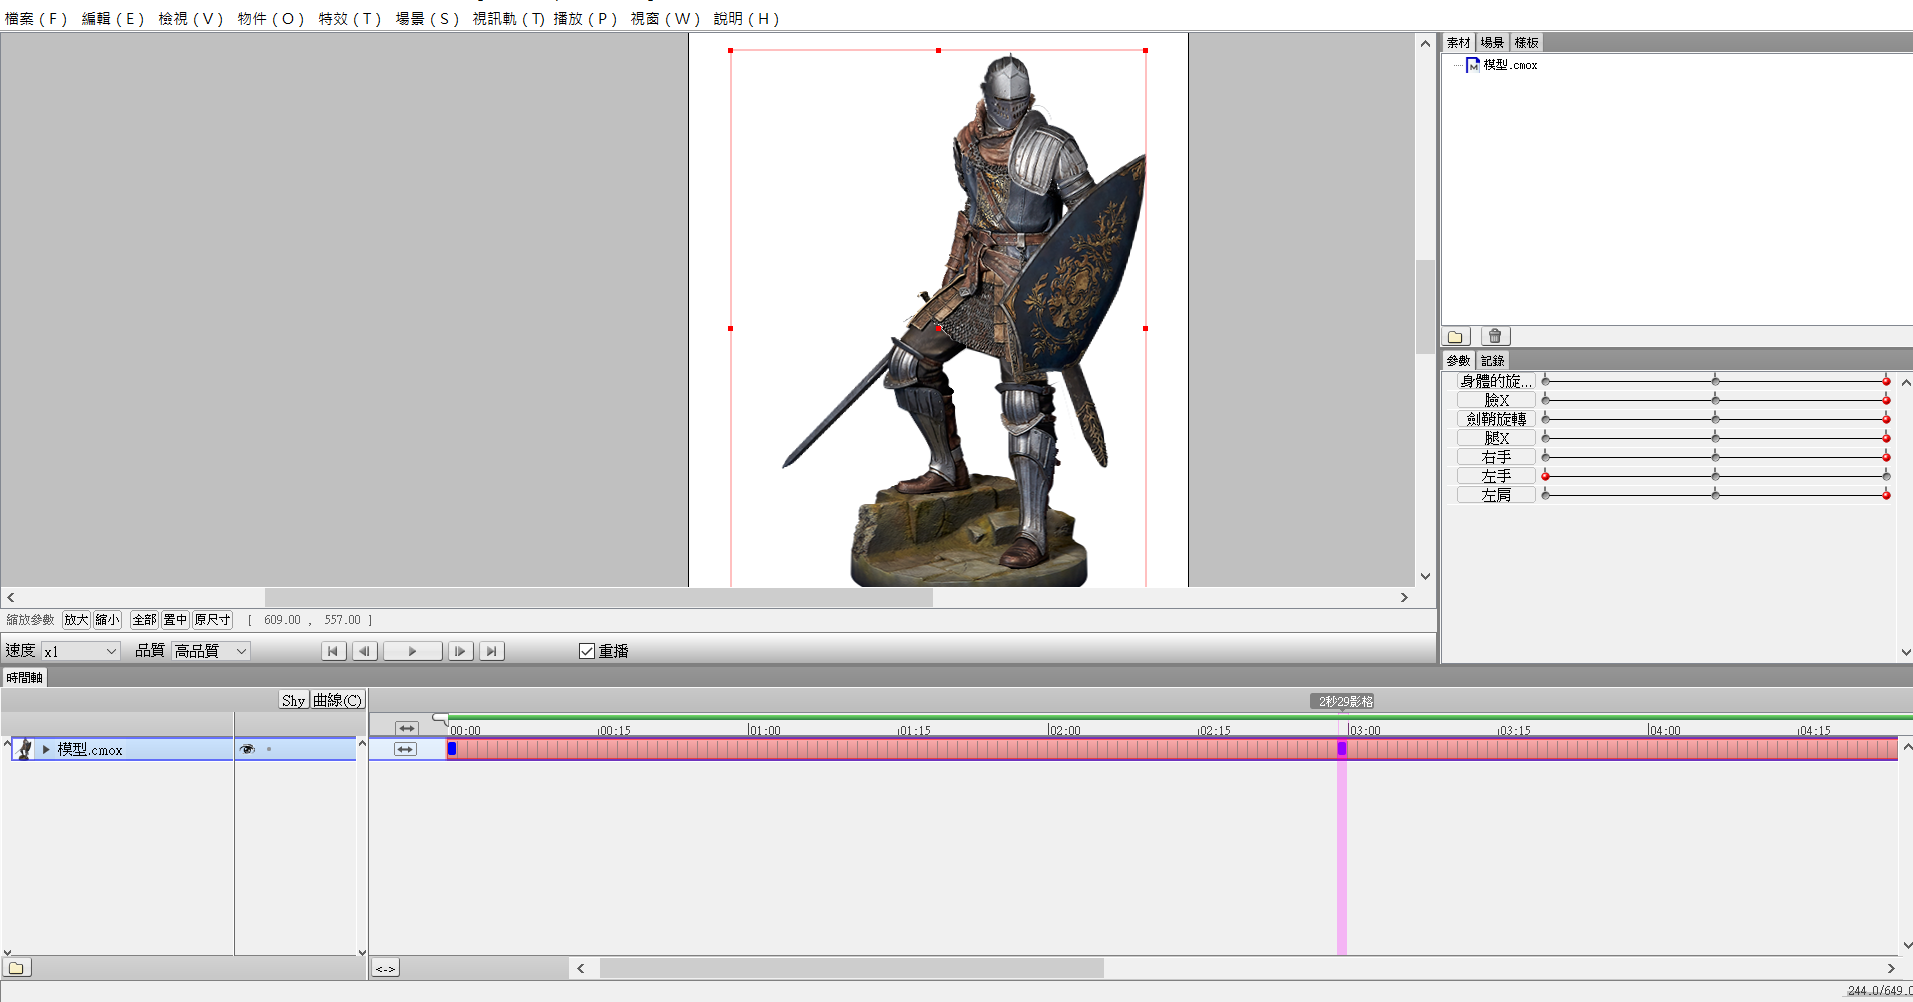 檔案(F) 編輯(E) 檢視(V) 物件(O) 特效(T) 場景(S) 視訊軌(T) 播放(P) 視窗(W) 說明(H)
素材 場景 樣板
模型.cmox
參數 記錄
身體的旋...
臉X
劍鞘旋轉
腿X
右手
左手
左肩
縮放參數 放大 縮小 全部 置中 原尺寸 [ 609.00 , 557.00 ]
速度 x1 品質 高品質 重播
時間軸
Shy 曲線(C) 2秒29影格
00:00 00:15 01:00 01:15 02:00 02:15 03:00 03:15 04:00 04:15
模型.cmox
<->
244.0/649.0